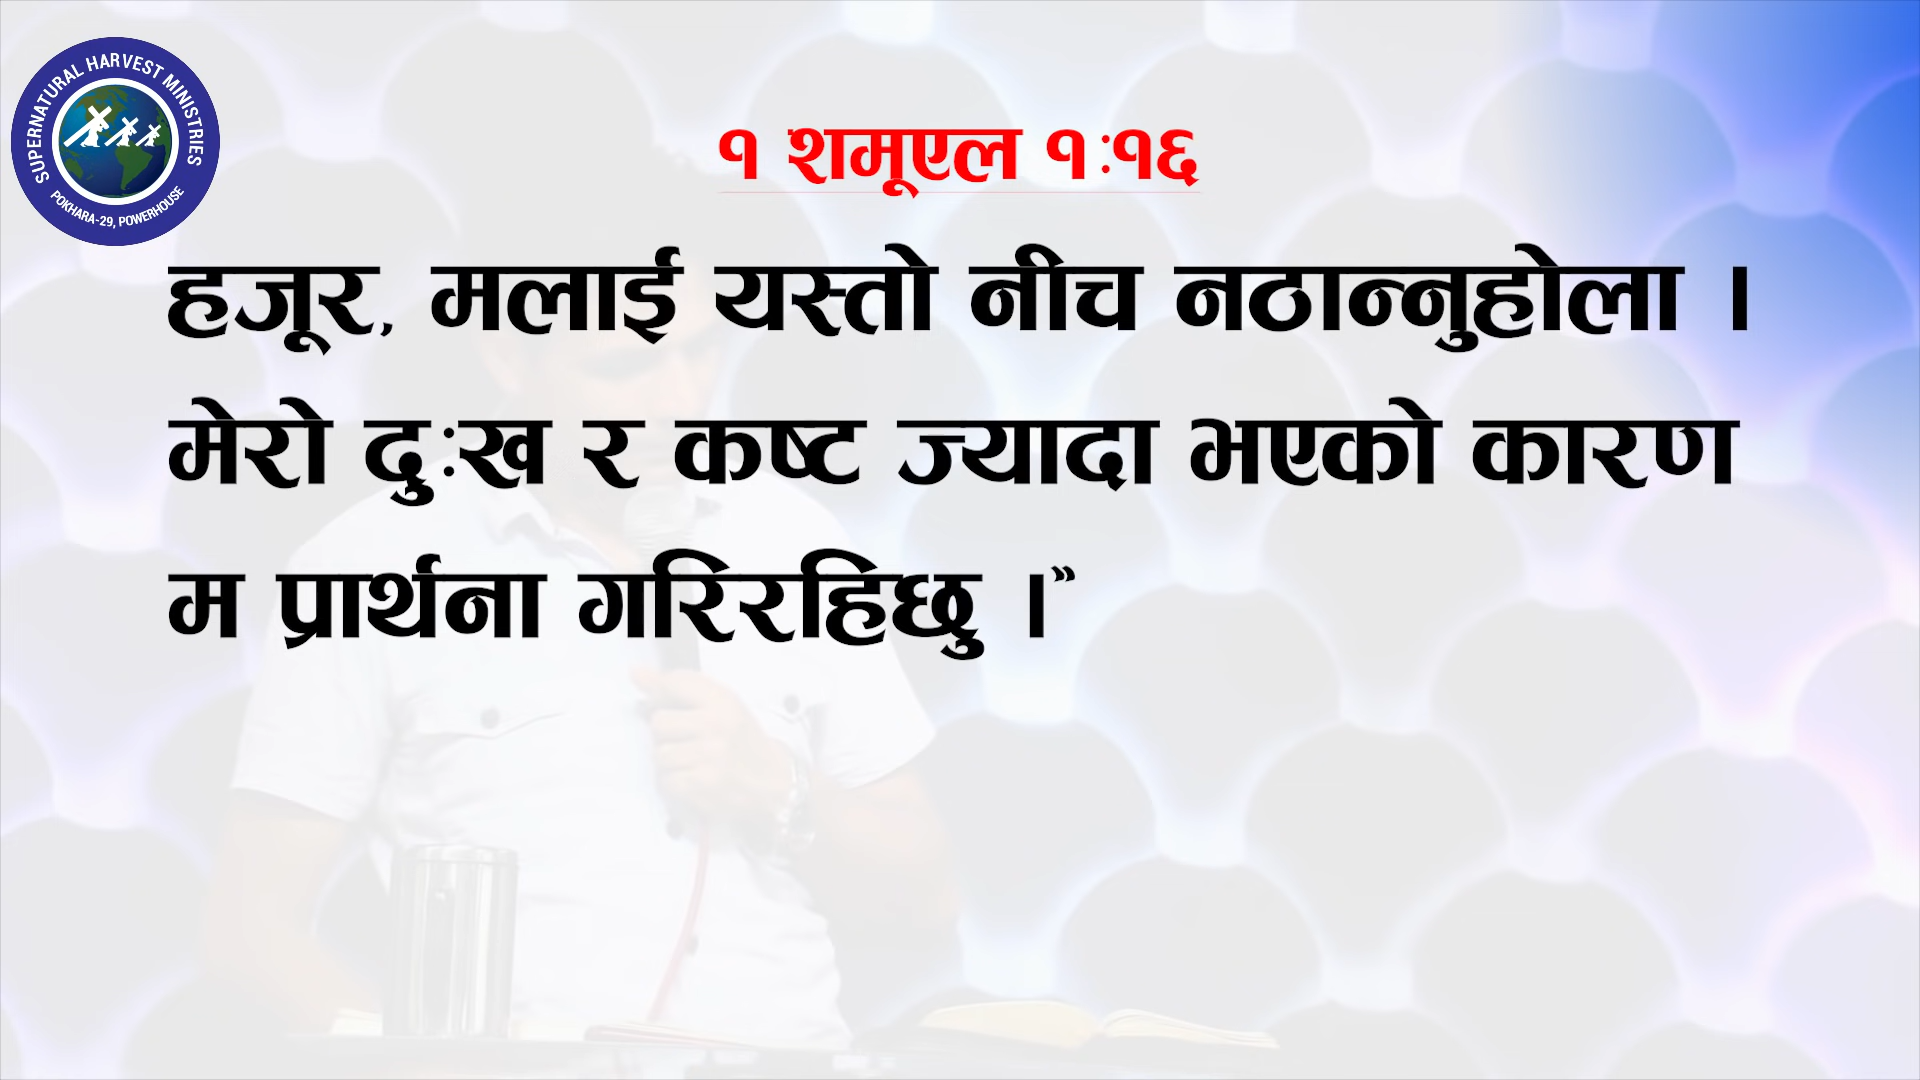 SUPERNATURAL HARVEST MINISTRIES
POKHARA-29, POWERHOUSE
१ शमूएल १:१६
हजूर, मलाई यस्तो नीच नठान्नुहोला ।
मेरो दु:ख र कष्ट ज्यादा भएको कारण
म प्रार्थना गरिरहिछु ।”